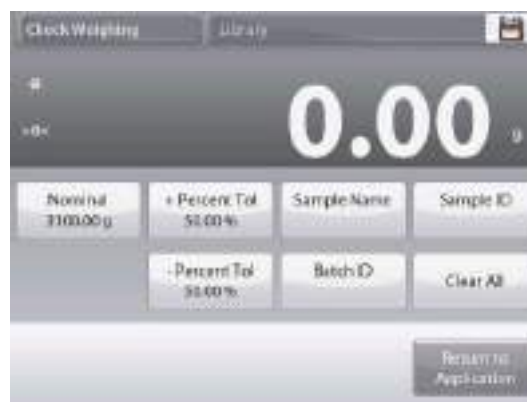 Check Weighing
Library
0.00 g
Nominal
3100.00 g
+ Percent Tol
50.00 %
Sample Name
Sample ID
- Percent Tol
50.00 %
Batch ID
Clear All
Return to
Application